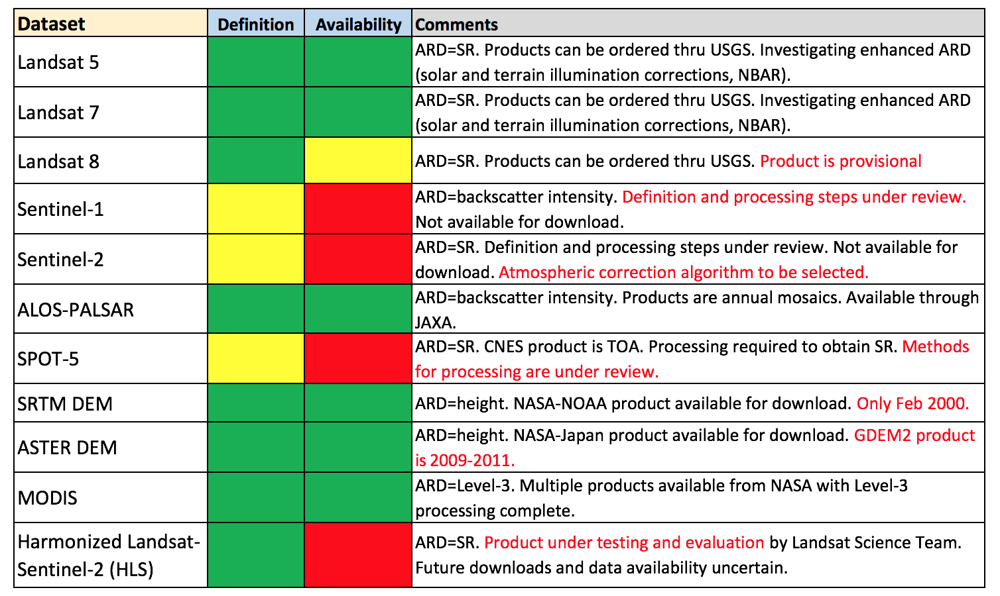 Dataset Definition Availability Comments
Landsat 5
ARD=SR. Products can be ordered thru USGS. Investigating enhanced ARD
(solar and terrain illumination corrections, NBAR).
Landsat 7
ARD=SR. Products can be ordered thru USGS. Investigating enhanced ARD
(solar and terrain illumination corrections, NBAR).
Landsat 8
ARD=SR. Products can be ordered thru USGS. Product is provisional
Sentinel-1
ARD=backscatter intensity. Definition and processing steps under review.
Not available for download.
Sentinel-2
ARD=SR. Definition and processing steps under review. Not available for
download. Atmospheric correction algorithm to be selected.
ALOS-PALSAR
ARD=backscatter intensity. Products are annual mosaics. Available through
JAXA.
SPOT-5
ARD=SR. CNES product is TOA. Processing required to obtain SR. Methods
for processing are under review.
SRTM DEM
ARD=height. NASA-NOAA product available for download. Only Feb 2000.
ASTER DEM
ARD=height. NASA-Japan product available for download. GDEM2 product
is 2009-2011.
MODIS
ARD=Level-3. Multiple products available from NASA with Level-3
processing complete.
Harmonized Landsat-
Sentinel-2 (HLS)
ARD=SR. Product under testing and evaluation by Landsat Science Team.
Future downloads and data availability uncertain.